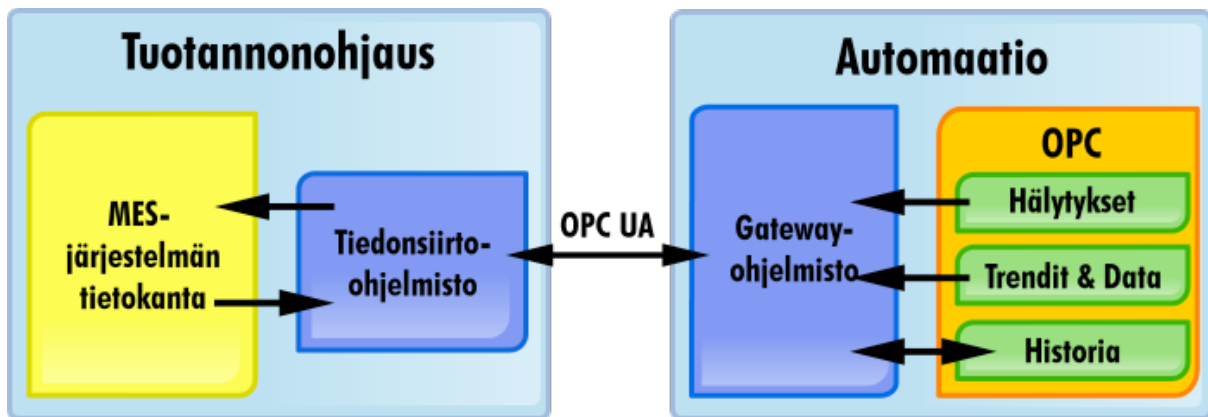 Tuotannonohjaus
MES-
järjestelmän
tietokanta
Tiedonsiirto-
ohjelmisto
OPC UA
Automaatio
Gateway-
ohjelmisto
OPC
Hälytykset
Trendit & Data
Historia